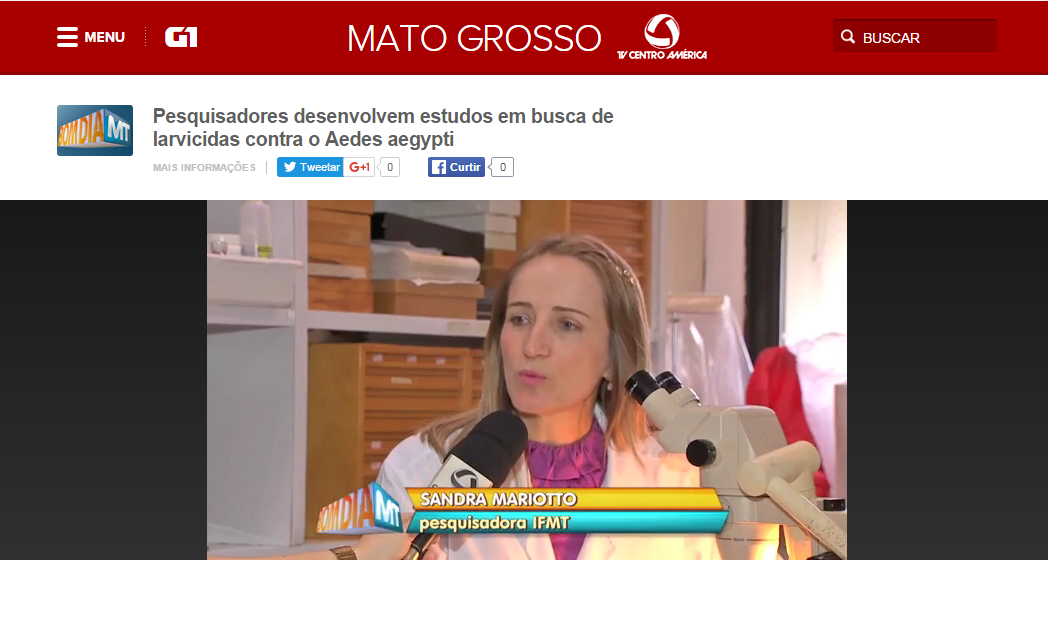 MENU
G1
MATO GROSSO
TV CENTRO AMÉRICA
BUSCAR
BOM DIA MT
Pesquisadores desenvolvem estudos em busca de
larvicidas contra o Aedes aegypti
MAIS INFORMAÇÕES
Tweetar
G+1
0
Curtir
0
BOM DIA MT
SANDRA MARIOTTO
pesquisadora IFMT